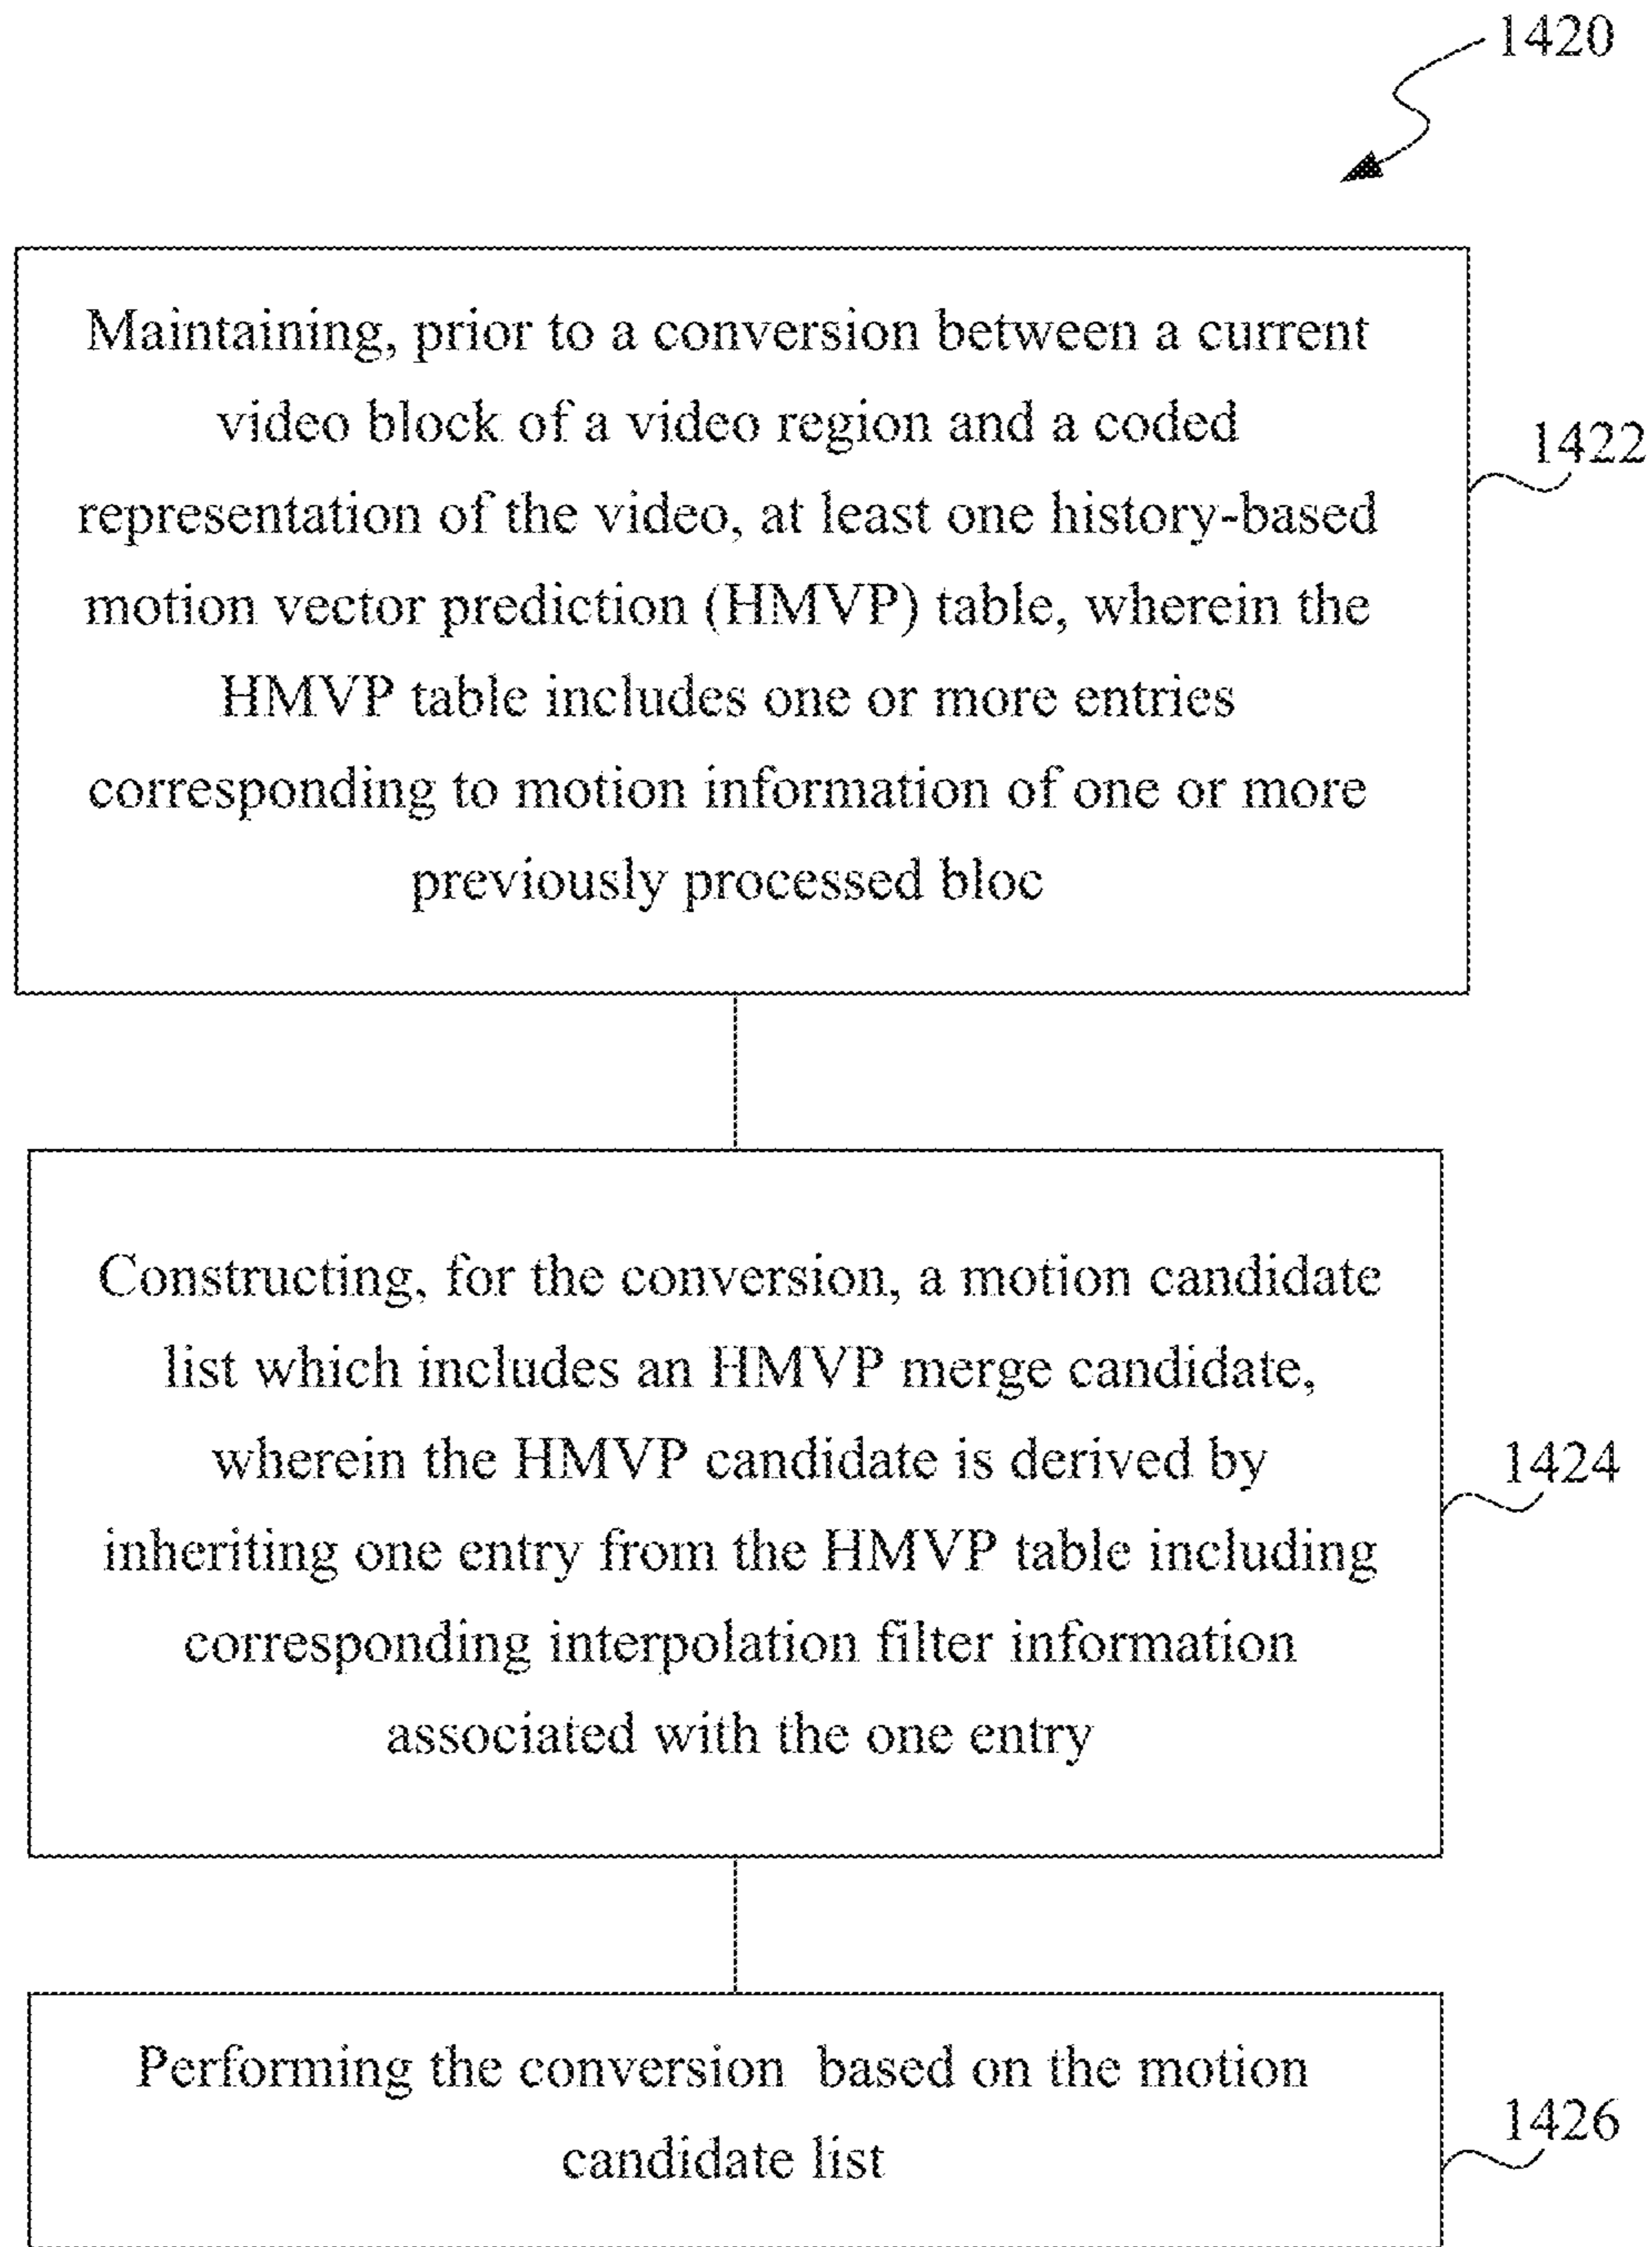 1420
Maintaining, prior to a conversion between a current
video block of a video region and a coded
representation of the video, at least one history-based
motion vector prediction (HMVP) table, wherein the
HMVP table includes one or more entries
corresponding to motion information of one or more
previously processed bloc
1422
Constructing, for the conversion, a motion candidate
list which includes an HMVP merge candidate,
wherein the HMVP candidate is derived by
inheriting one entry from the HMVP table including
corresponding interpolation filter information
associated with the one entry
1424
Performing the conversion based on the motion
candidate list
1426